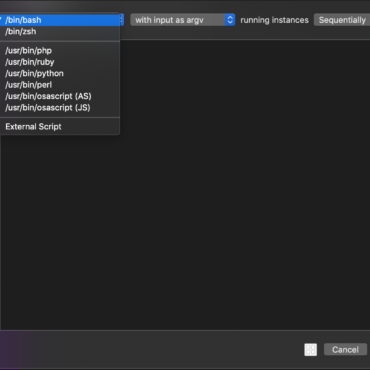 /bin/bash
with input as argv
running instances
Sequentially
/bin/zsh
/usr/bin/php
/usr/bin/ruby
/usr/bin/python
/usr/bin/perl
/usr/bin/osascript (AS)
/usr/bin/osascript (JS)
External Script
Cancel